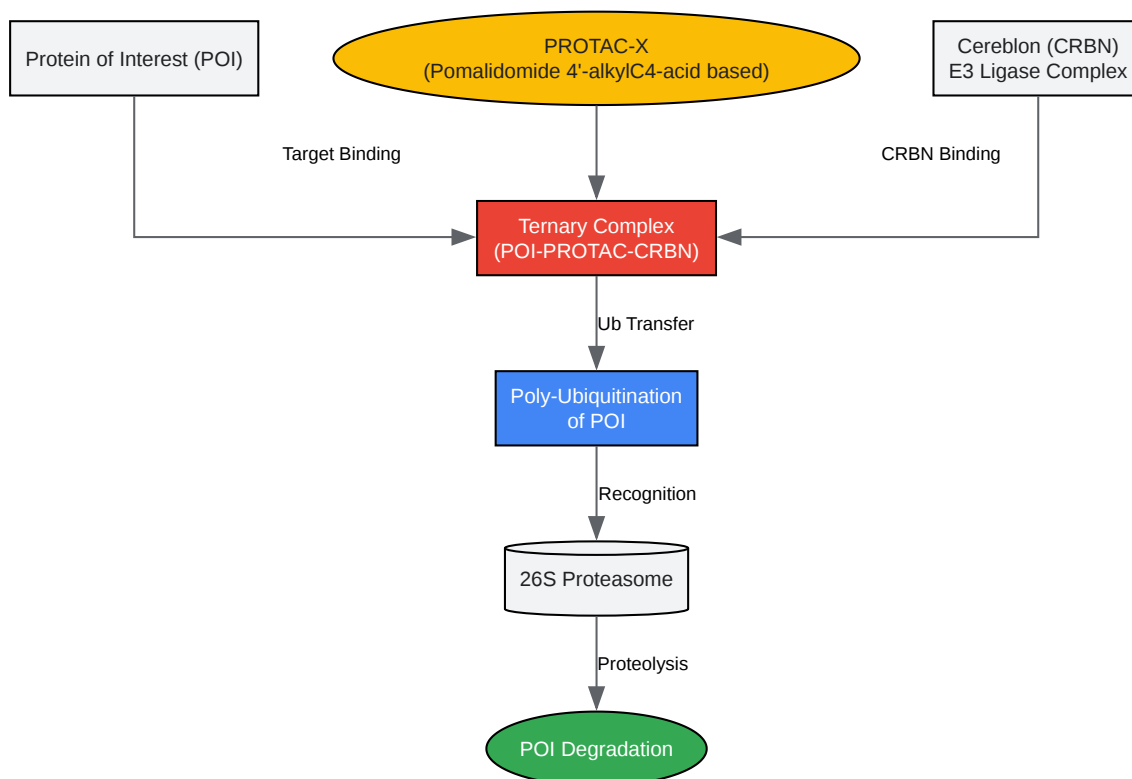 Protein of Interest (POI)
PROTAC-X
(Pomalidomide 4'-alkylC4-acid based)
Cereblon (CRBN)
E3 Ligase Complex
Target Binding
CRBN Binding
Ternary Complex
(POI-PROTAC-CRBN)
Ub Transfer
Poly-Ubiquitination
of POI
Recognition
26S Proteasome
Proteolysis
POI Degradation